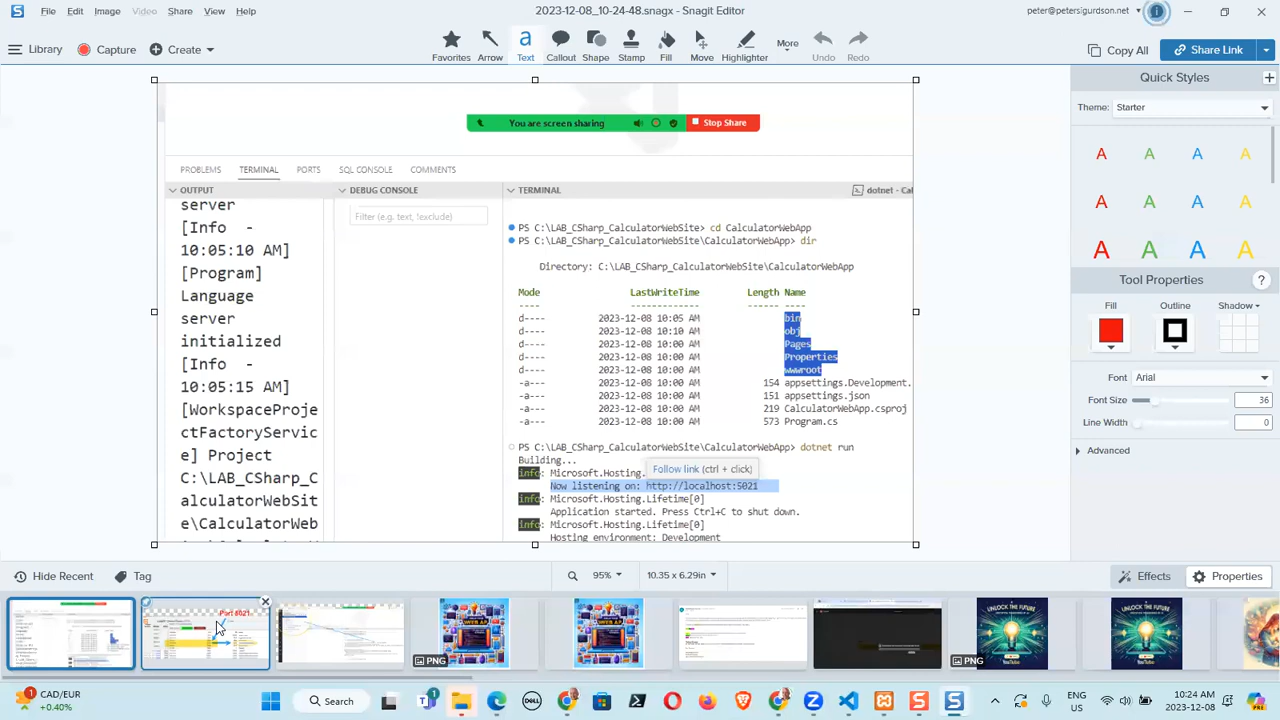 File Edit Image Video Share View Help
2023-12-08_10-24-48.snagx - Snagit Editor
peter@petersigurdson.net
Library Capture Create
Favorites Arrow Text Callout Shape Stamp Fill Move Highlighter More Undo Redo
Copy All Share Link
Quick Styles
Theme: Starter
A A A A
A A A A
A A A A
Tool Properties ?
Fill Outline Shadow
Font Arial
Font Size 36
Line Width 0
Advanced
You are screen sharing Stop Share
PROBLEMS TERMINAL PORTS SQL CONSOLE COMMENTS
OUTPUT
server
[Info -
10:05:10 AM]
[Program]
Language
server
initialized
[Info -
10:05:15 AM]
[WorkspaceProje
ctFactoryServic
e] Project
C:\LAB_CSharp_C
alculatorWebSit
e\CalculatorWeb
DEBUG CONSOLE
Filter (e.g. text, !exclude)
TERMINAL
dotnet - Cal
PS C:\LAB_CSharp_CalculatorWebSite> cd CalculatorWebApp
PS C:\LAB_CSharp_CalculatorWebSite\CalculatorWebApp> dir
Directory: C:\LAB_CSharp_CalculatorWebSite\CalculatorWebApp
Mode LastWriteTime Length Name
---- ------------- ------ ----
d---- 2023-12-08 10:05 AM bin
d---- 2023-12-08 10:10 AM obj
d---- 2023-12-08 10:00 AM Pages
d---- 2023-12-08 10:00 AM Properties
d---- 2023-12-08 10:00 AM wwwroot
-a--- 2023-12-08 10:00 AM 154 appsettings.Development.
-a--- 2023-12-08 10:00 AM 151 appsettings.json
-a--- 2023-12-08 10:00 AM 219 CalculatorWebApp.csproj
-a--- 2023-12-08 10:00 AM 573 Program.cs
PS C:\LAB_CSharp_CalculatorWebSite\CalculatorWebApp> dotnet run
Building...
Follow link (ctrl + click)
info: Microsoft.Hosting.
Now listening on: http://localhost:5021
info: Microsoft.Hosting.Lifetime[0]
Application started. Press Ctrl+C to shut down.
info: Microsoft.Hosting.Lifetime[0]
Hosting environment: Development
Hide Recent Tag
95% 10.35 x 6.29in
Effects Properties
PNG
PNG
UNLOCK THE FUTURE
UNLOCK THE FUTURE
1 CAD/EUR
+0.40%
Search
DELL
ENG
US
10:24 AM
2023-12-08